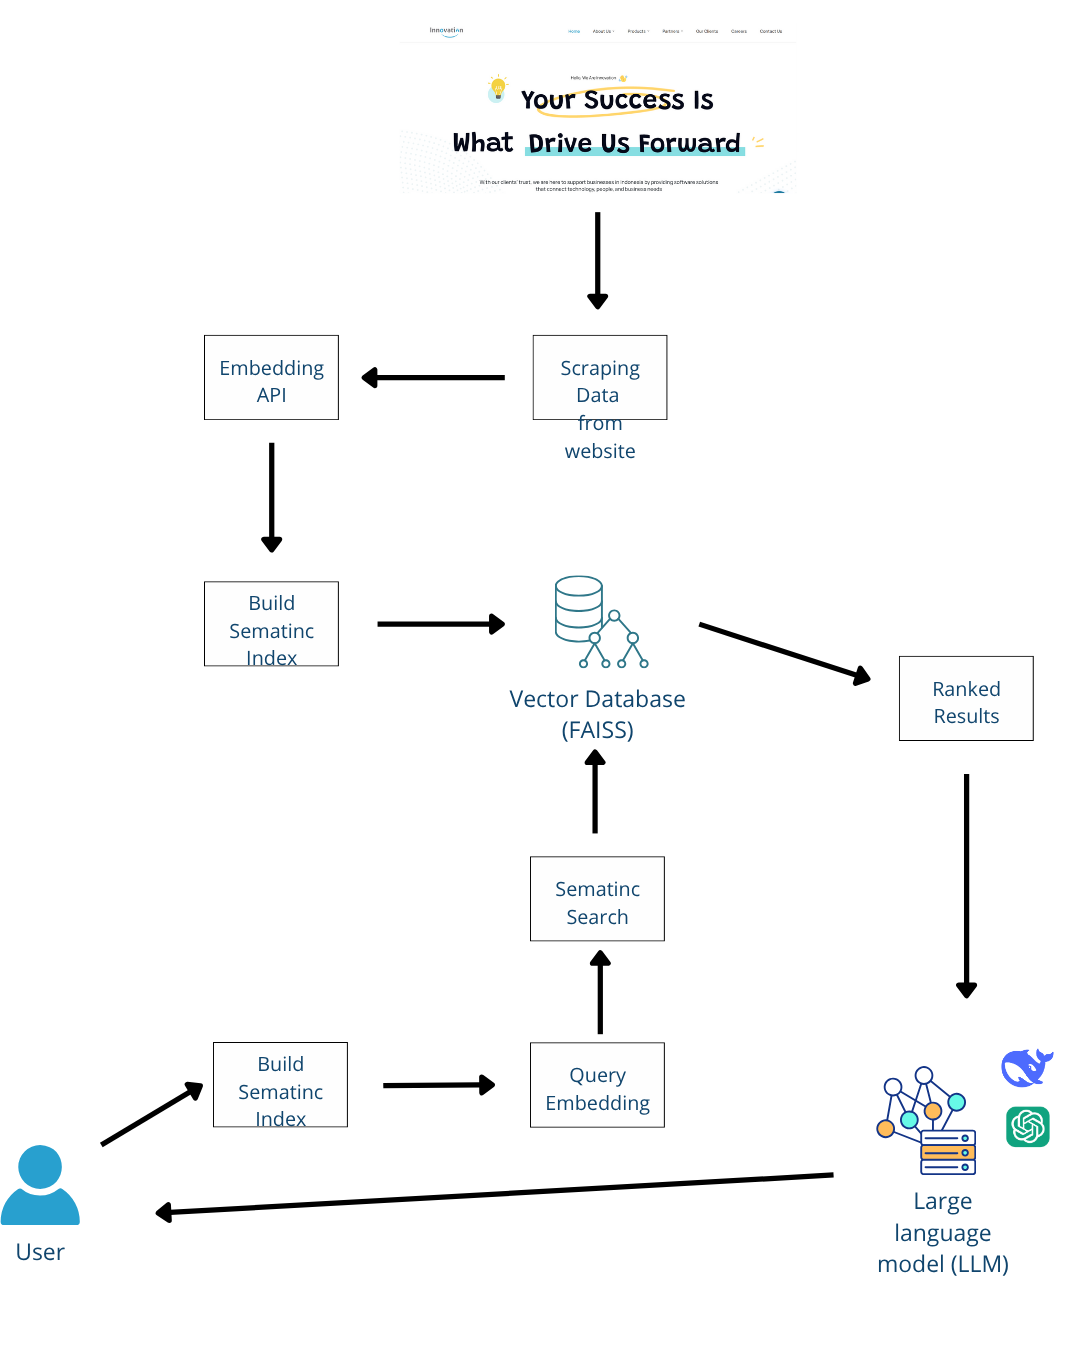 Innovation
Home About Us Products Partners Our Clients Careers Contact Us
Hello, We Are Innovation
Your Success Is
What Drive Us Forward
With our clients' trust, we are here to support businesses in Indonesia by providing software solutions
that connect technology, people, and business needs
Embedding
API
Scraping
Data
from
website
Build
Sematinc
Index
Vector Database
(FAISS)
Ranked
Results
Sematinc
Search
Build
Sematinc
Index
Query
Embedding
User
Large
language
model (LLM)